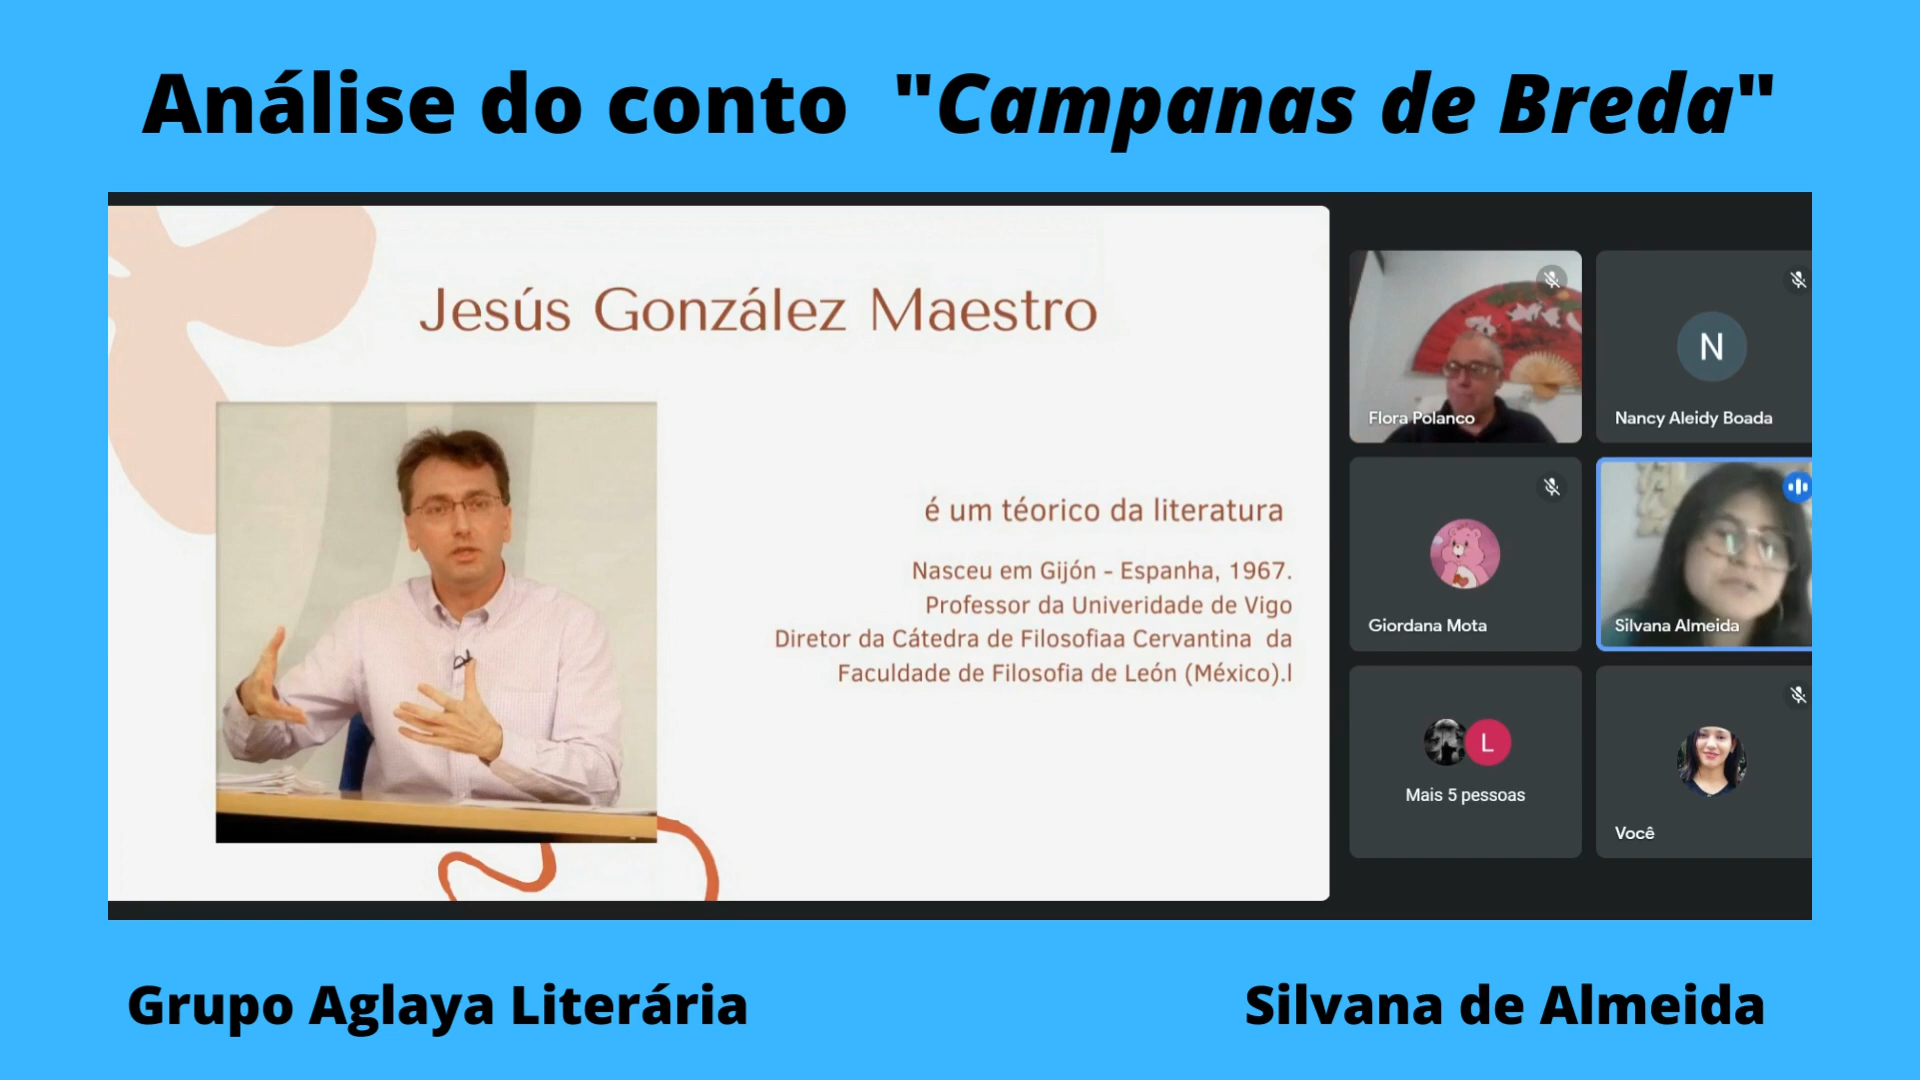 Análise do conto "Campanas de Breda"
Jesús González Maestro
é um téorico da literatura
Nasceu em Gijón - Espanha, 1967.
Professor da Univeridade de Vigo
Diretor da Cátedra de Filosofiaa Cervantina da
Faculdade de Filosofia de León (México).l
Flora Polanco
N
Nancy Aleidy Boada
Giordana Mota
Silvana Almeida
L
Mais 5 pessoas
Você
Grupo Aglaya Literária
Silvana de Almeida